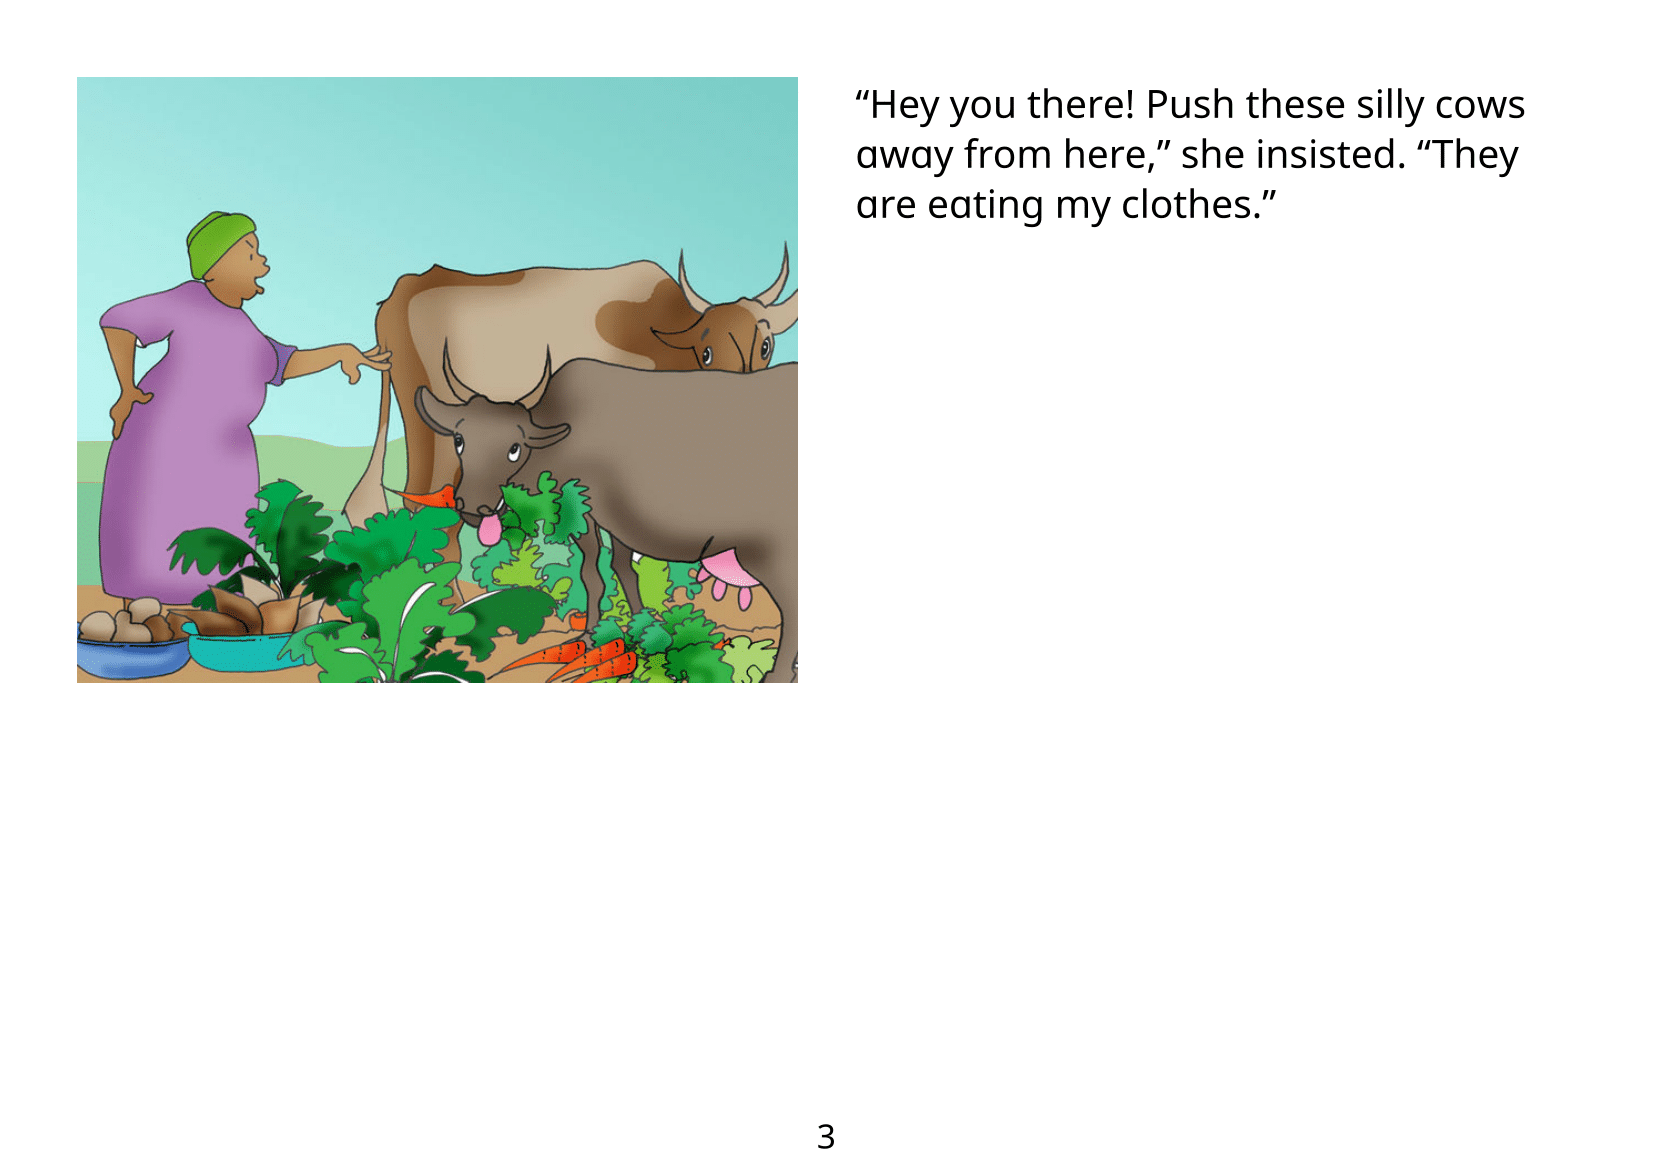 “Hey you there! Push these silly cows
away from here,” she insisted. “They
are eating my clothes.”
3